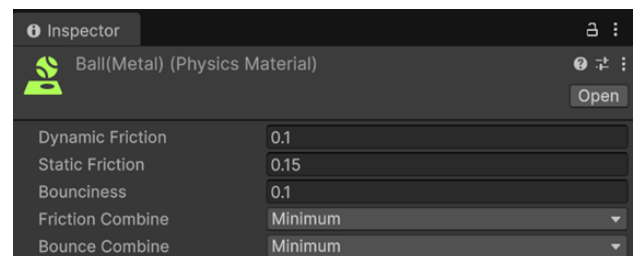 Inspector
Ball(Metal) (Physics Material)
Open
Dynamic Friction 0.1
Static Friction 0.15
Bounciness 0.1
Friction Combine Minimum
Bounce Combine Minimum